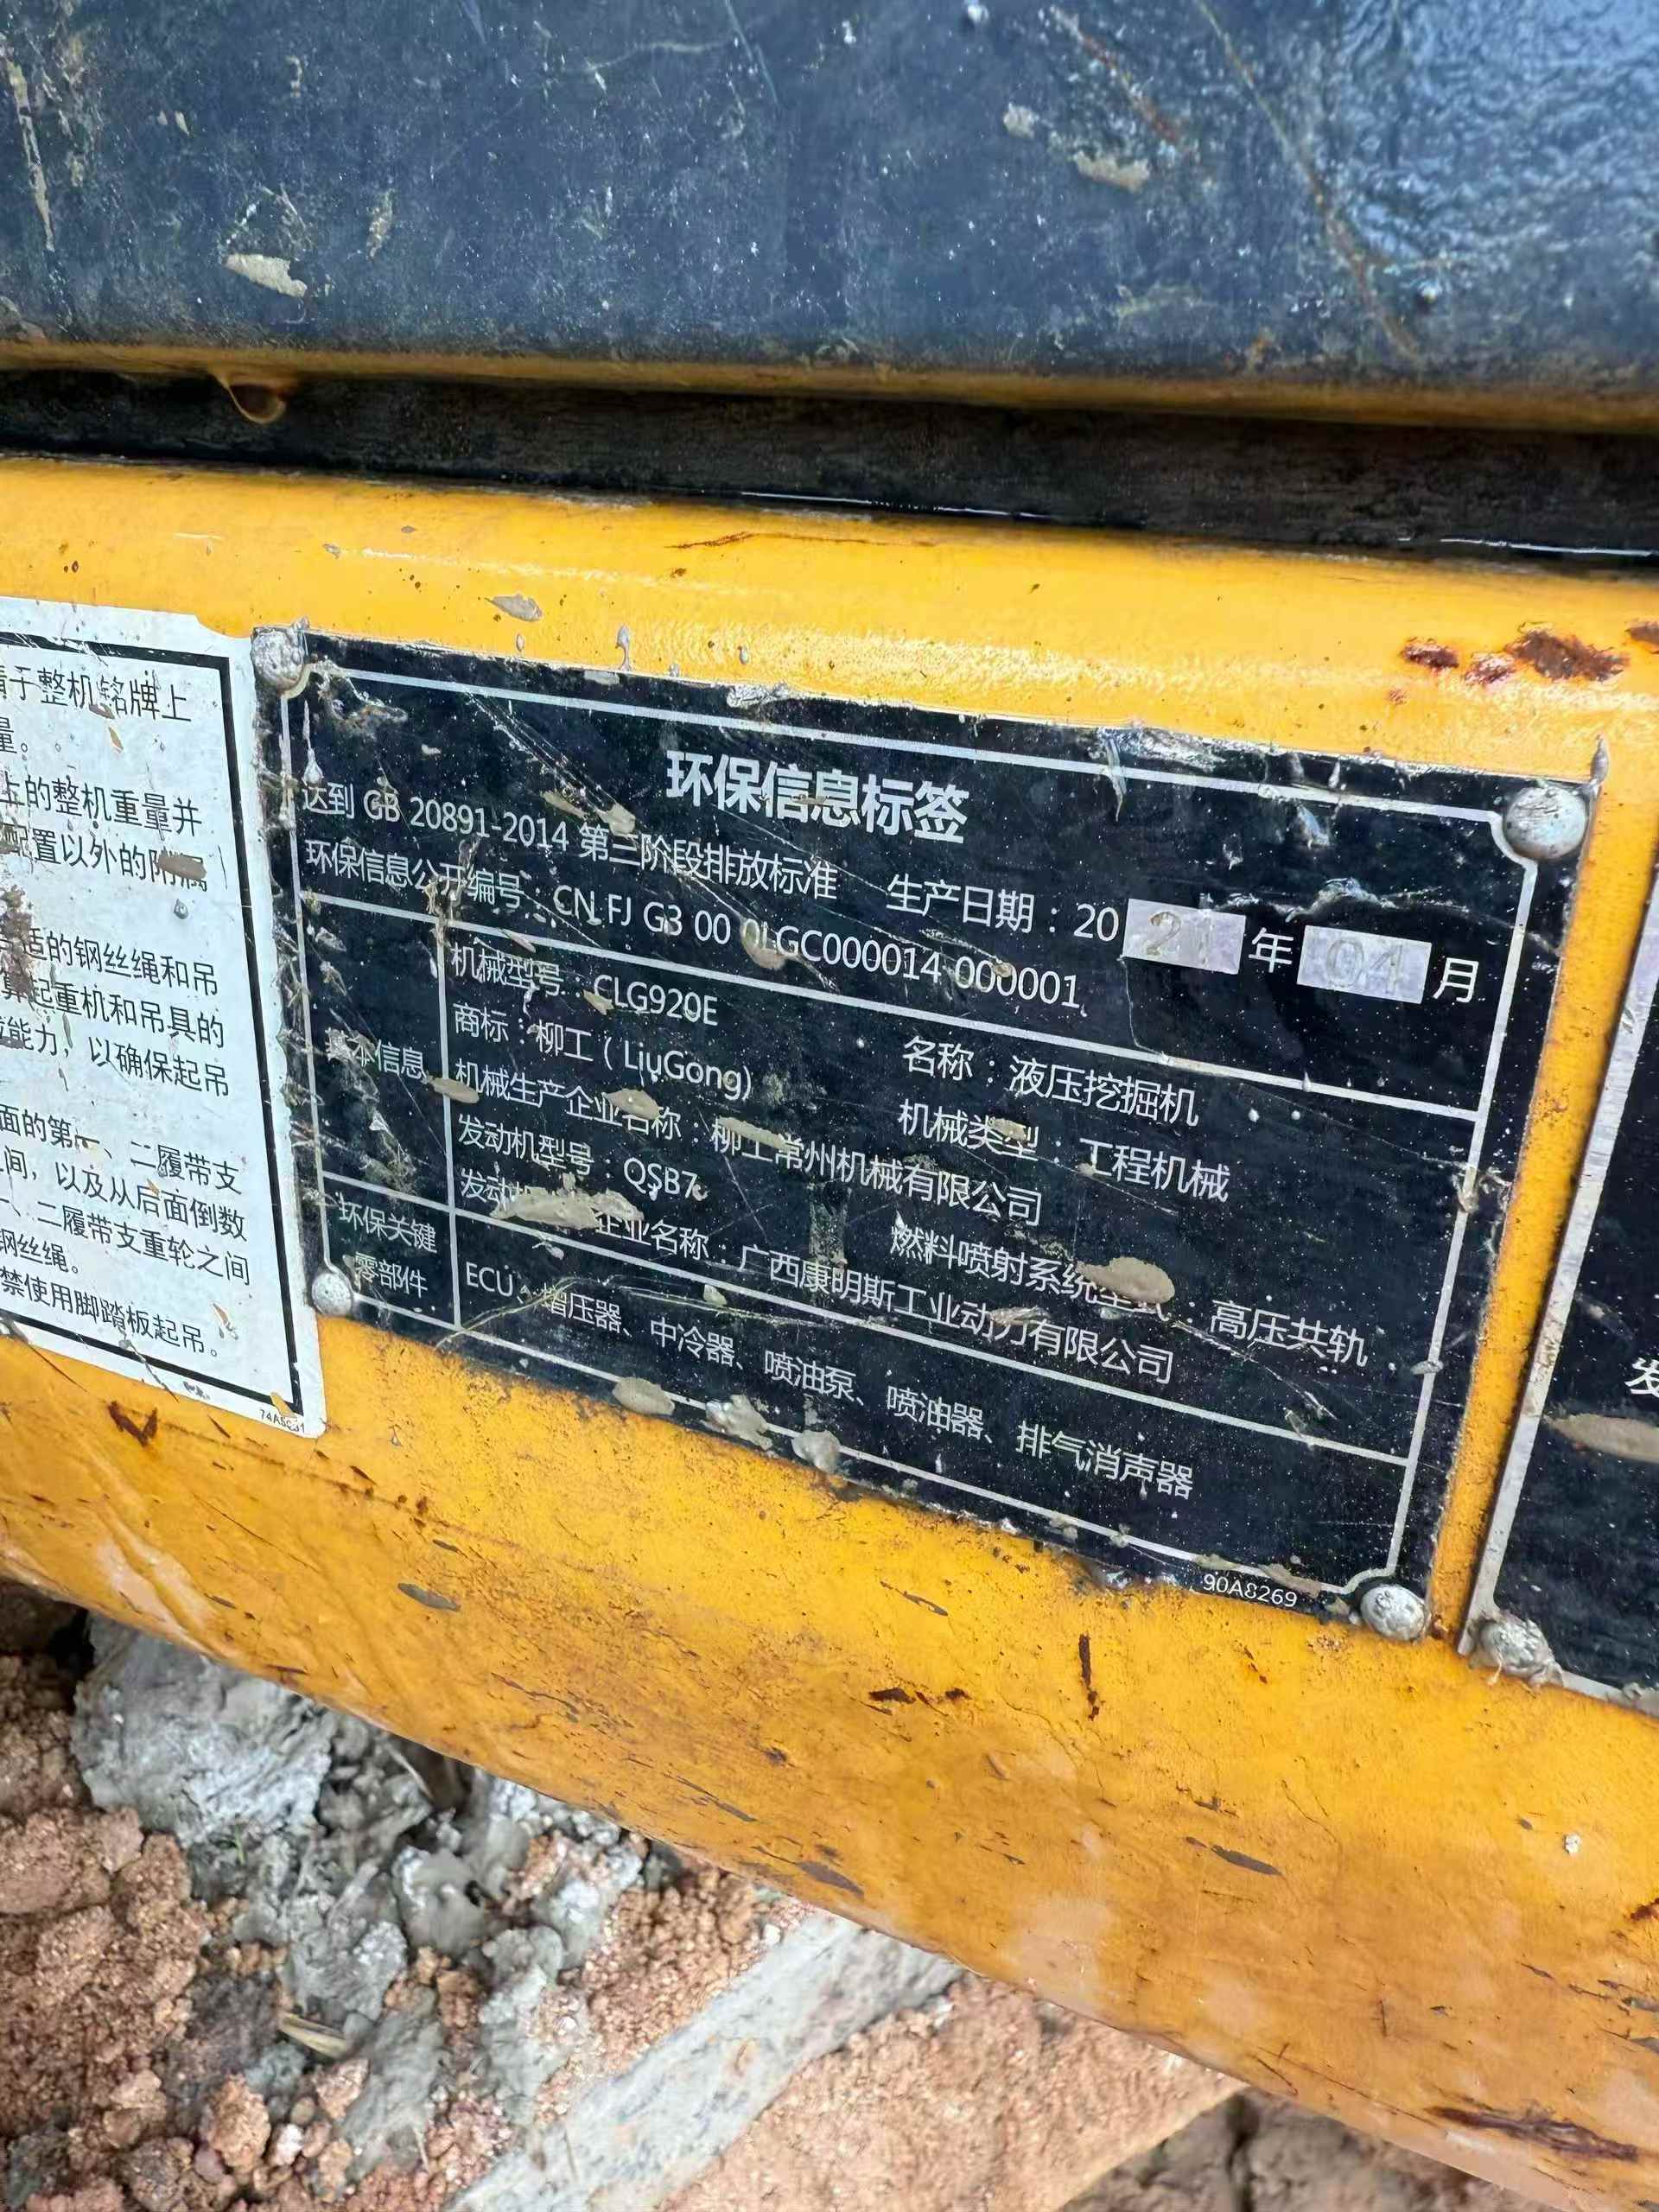 于整机铭牌上
量。
的整机重量并
配置以外的附属
适的钢丝绳和吊
算起重机和吊具的
能力，以确保起吊
面的第一、二履带支
间，以及从后面倒数
、二履带支重轮之间
钢丝绳。
禁使用脚踏板起吊。
环保信息标签
达到 GB 20891-2014 第三阶段排放标准 生产日期：2021年04月
环保信息公开编号：CN FJ G3 00 0LGC000014 000001
基本信息
机械型号：CLG920E 名称：液压挖掘机
商标：柳工（LiuGong) 机械类型：工程机械
机械生产企业名称：柳工常州机械有限公司
发动机型号：QSB7 燃料喷射系统型式：高压共轨
发动机 企业名称：广西康明斯工业动力有限公司
环保关键
零部件
ECU、增压器、中冷器、喷油泵、喷油器、排气消声器
90A8269
发